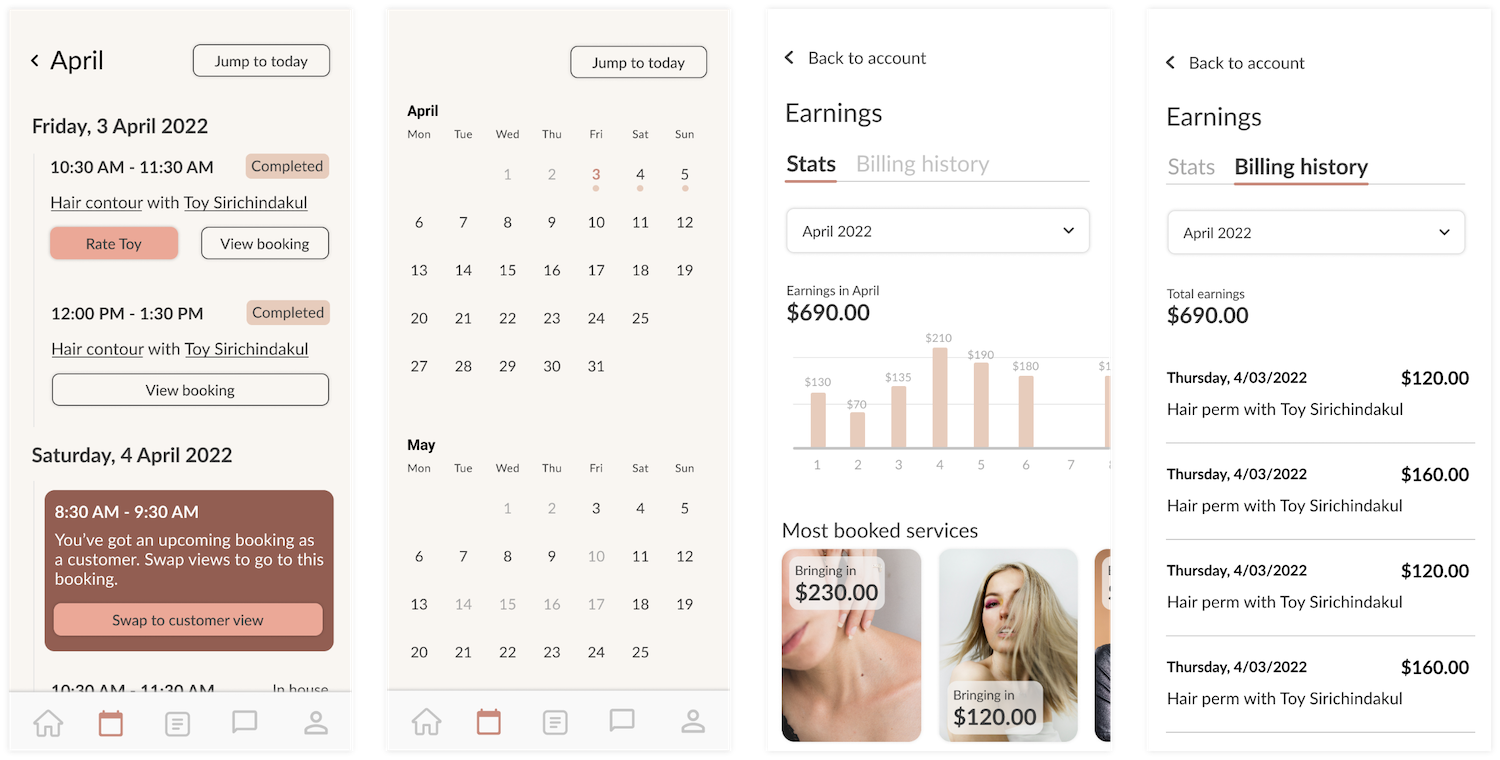 April
Jump to today
Friday, 3 April 2022
10:30 AM - 11:30 AM
Completed
Hair contour with Toy Sirichindakul
Rate Toy
View booking
12:00 PM - 1:30 PM
Completed
Hair contour with Toy Sirichindakul
View booking
Saturday, 4 April 2022
8:30 AM - 9:30 AM
You've got an upcoming booking as
a customer. Swap views to go to this
booking.
Swap to customer view
10:30 AM - 11:30 AM
In house
Jump to today
April
Mon Tue Wed Thu Fri Sat Sun
1 2 3 4 5
6 7 8 9 10 11 12
13 14 15 16 17 18 19
20 21 22 23 24 25
27 28 29 30 31
May
Mon Tue Wed Thu Fri Sat Sun
1 2 3 4 5
6 7 8 9 10 11 12
13 14 15 16 17 18 19
20 21 22 23 24 25
Back to account
Earnings
Stats Billing history
April 2022
Earnings in April
$690.00
$130 $70 $135 $210 $190 $180 $1
1 2 3 4 5 6 7
Most booked services
Bringing in
$230.00
Bringing in
$120.00
Back to account
Earnings
Stats Billing history
April 2022
Total earnings
$690.00
Thursday, 4/03/2022 $120.00
Hair perm with Toy Sirichindakul
Thursday, 4/03/2022 $160.00
Hair perm with Toy Sirichindakul
Thursday, 4/03/2022 $120.00
Hair perm with Toy Sirichindakul
Thursday, 4/03/2022 $160.00
Hair perm with Toy Sirichindakul